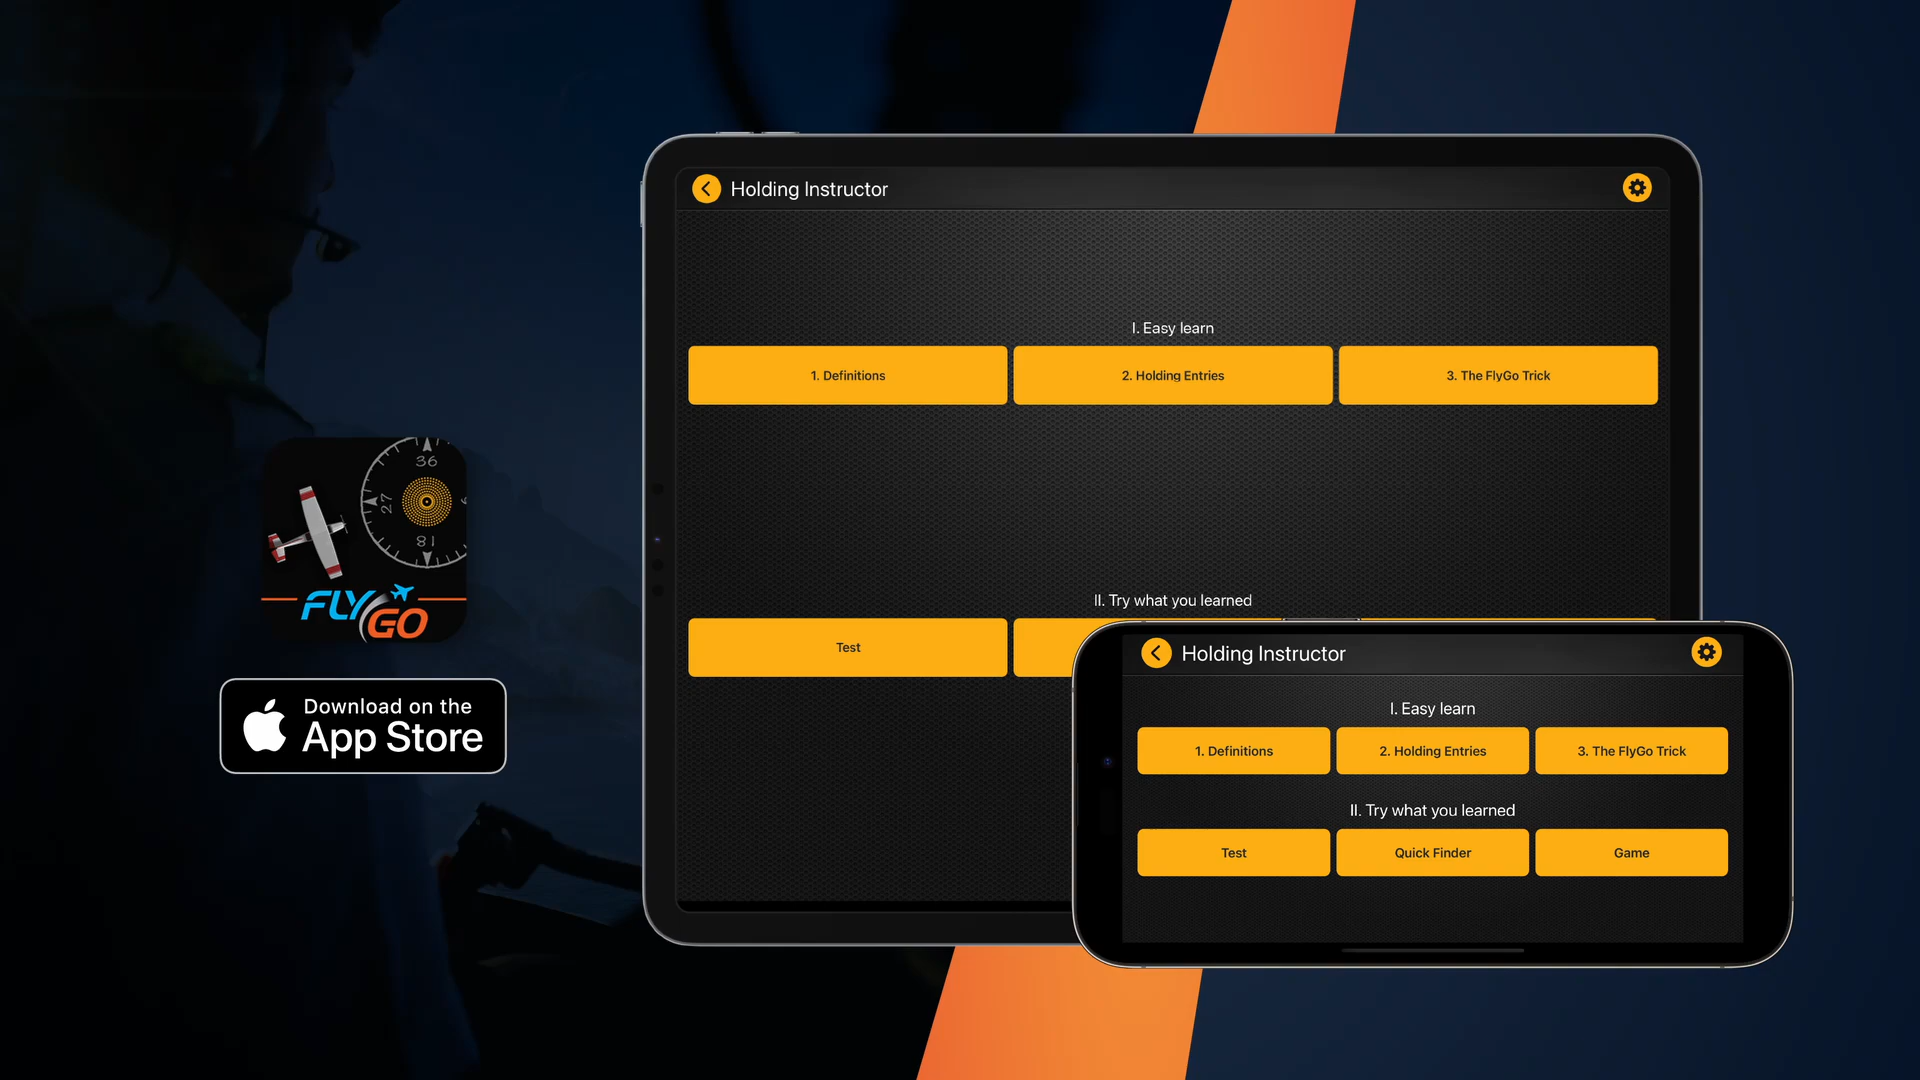 36
27
18
FLY
GO
Download on the
App Store
Holding Instructor
I. Easy learn
1. Definitions
2. Holding Entries
3. The FlyGo Trick
II. Try what you learned
Test
Holding Instructor
I. Easy learn
1. Definitions
2. Holding Entries
3. The FlyGo Trick
II. Try what you learned
Test
Quick Finder
Game